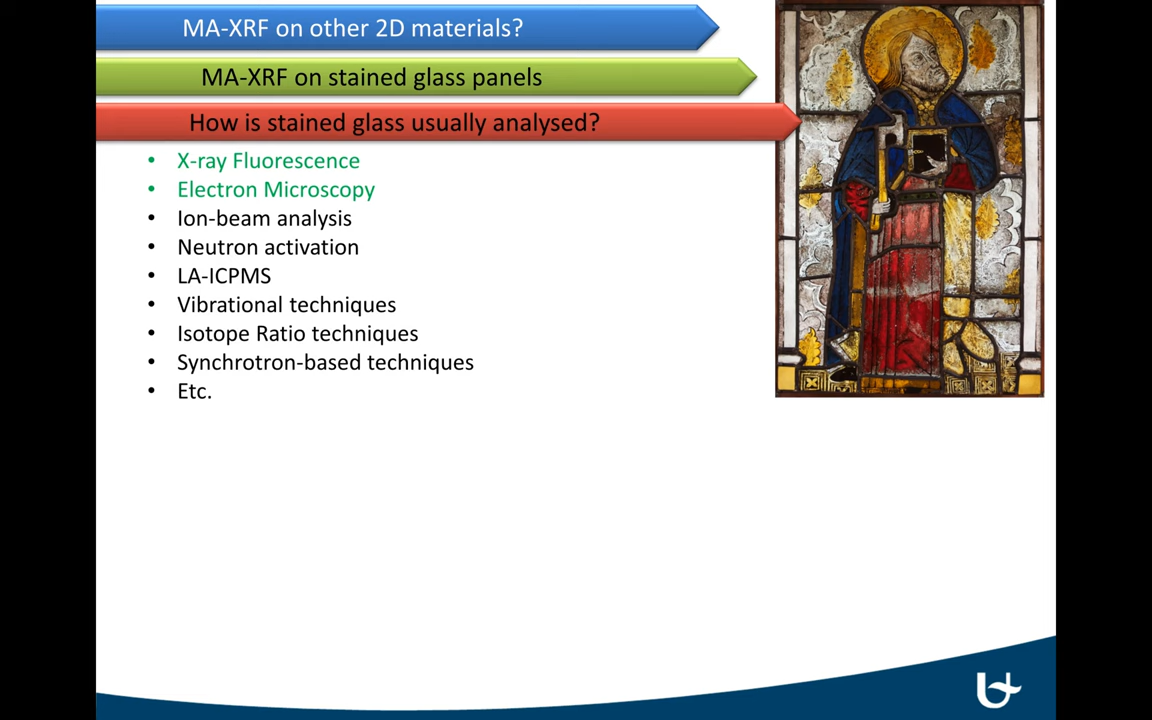 MA-XRF on other 2D materials?
MA-XRF on stained glass panels
How is stained glass usually analysed?
• X-ray Fluorescence
• Electron Microscopy
• Ion-beam analysis
• Neutron activation
• LA-ICPMS
• Vibrational techniques
• Isotope Ratio techniques
• Synchrotron-based techniques
• Etc.